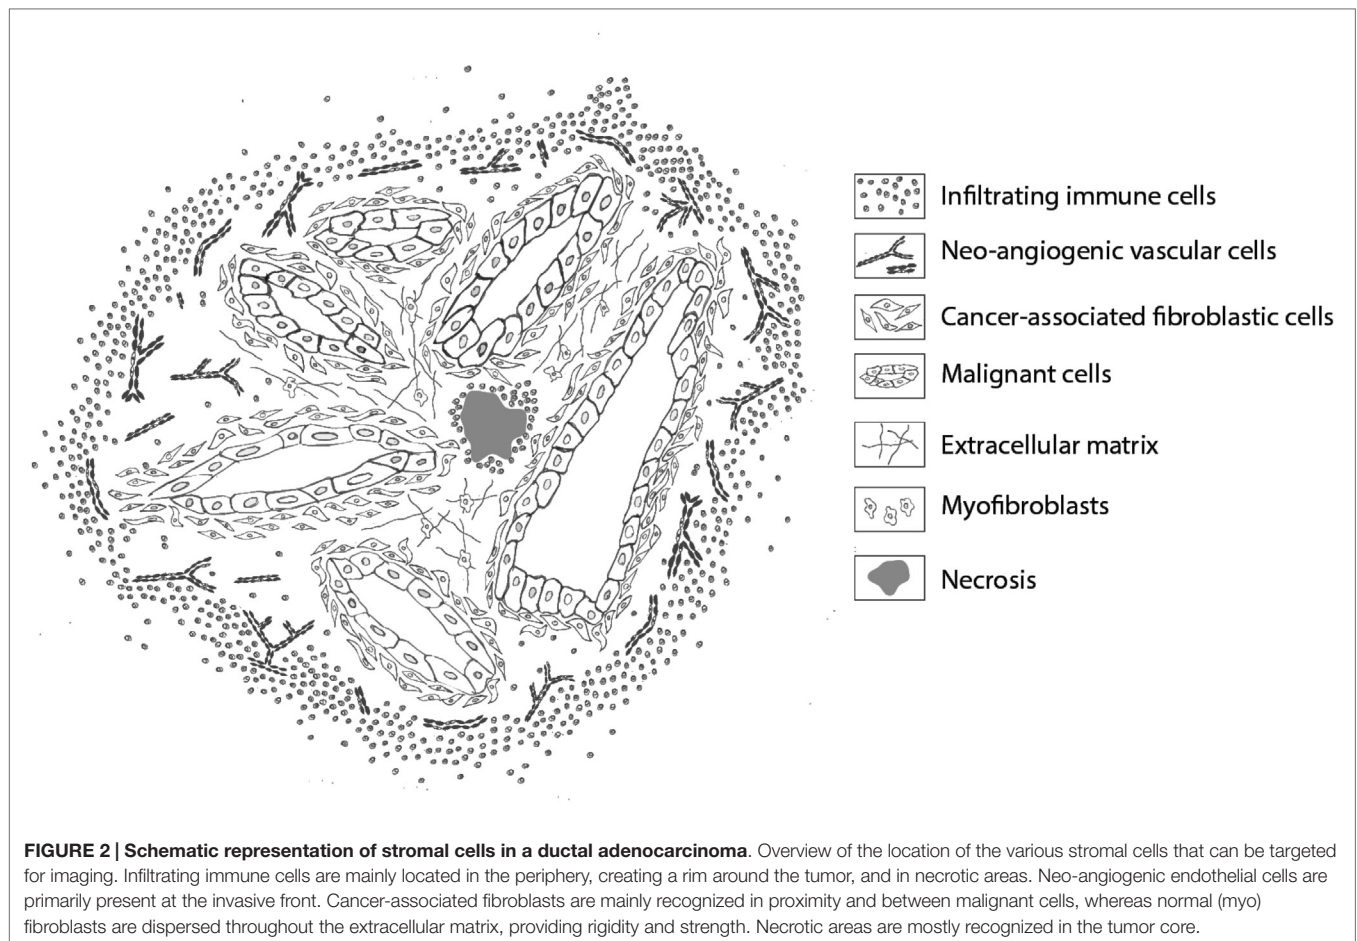 Infiltrating immune cells
Neo-angiogenic vascular cells
Cancer-associated fibroblastic cells
Malignant cells
Extracellular matrix
Myofibroblasts
Necrosis
FIGURE 2 | Schematic representation of stromal cells in a ductal adenocarcinoma. Overview of the location of the various stromal cells that can be targeted
for imaging. Infiltrating immune cells are mainly located in the periphery, creating a rim around the tumor, and in necrotic areas. Neo-angiogenic endothelial cells are
primarily present at the invasive front. Cancer-associated fibroblasts are mainly recognized in proximity and between malignant cells, whereas normal (myo)
fibroblasts are dispersed throughout the extracellular matrix, providing rigidity and strength. Necrotic areas are mostly recognized in the tumor core.